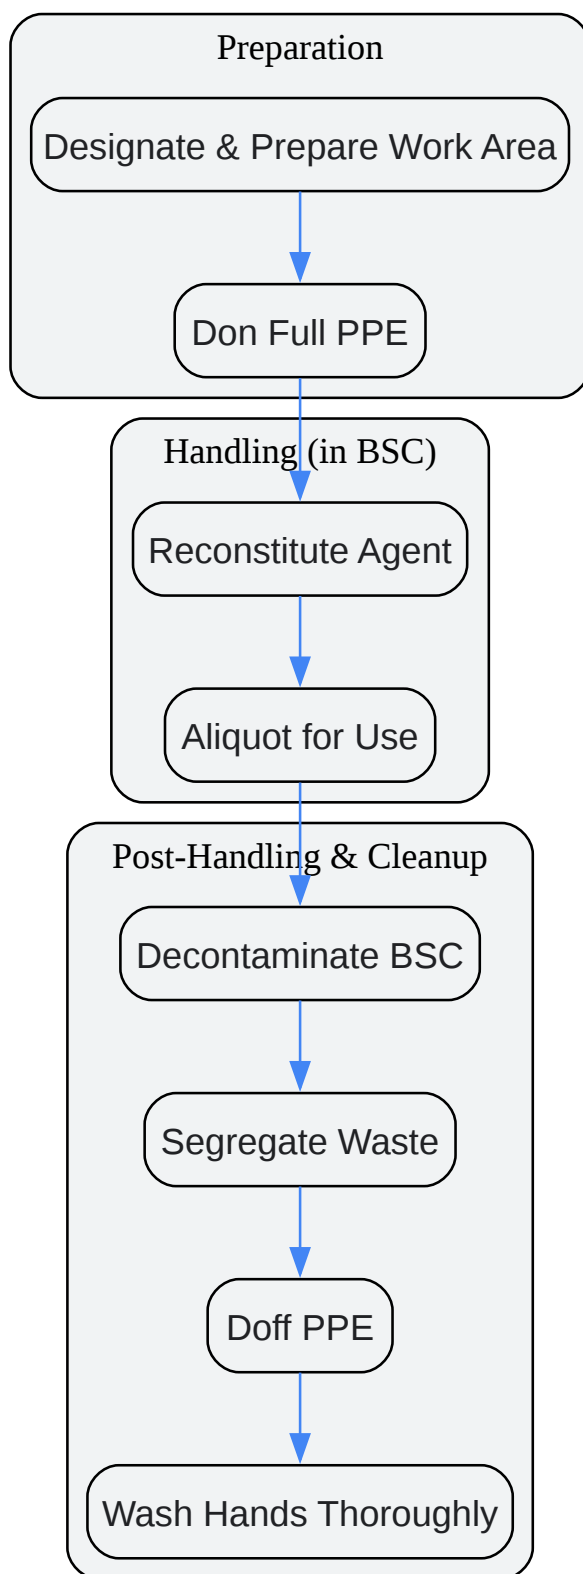 Preparation
Designate & Prepare Work Area
Don Full PPE
Handling (in BSC)
Reconstitute Agent
Aliquot for Use
Post-Handling & Cleanup
Decontaminate BSC
Segregate Waste
Doff PPE
Wash Hands Thoroughly